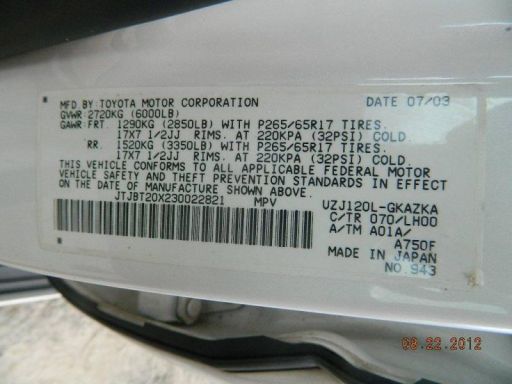 MFD. BY: TOYOTA MOTOR CORPORATION DATE 07/03
GVWR: 2720KG (6000LB)
GAWR: FRT. 1290KG (2850LB) WITH P265/65R17 TIRES.
17X7 1/2JJ RIMS. AT 220KPA (32PSI) COLD.
RR. 1520KG (3350LB) WITH P265/65R17 TIRES.
17X7 1/2JJ RIMS. AT 220KPA (32PSI) COLD.
THIS VEHICLE CONFORMS TO ALL APPLICABLE FEDERAL MOTOR
VEHICLE SAFETY AND THEFT PREVENTION STANDARDS IN EFFECT
ON THE DATE OF MANUFACTURE SHOWN ABOVE.
JTJBT20X230022821 MPV UZJ120L-GKAZKA
C/TR 070/LH00
A/TM A01A/
A750F
MADE IN JAPAN
NO. 943
08.22.2012